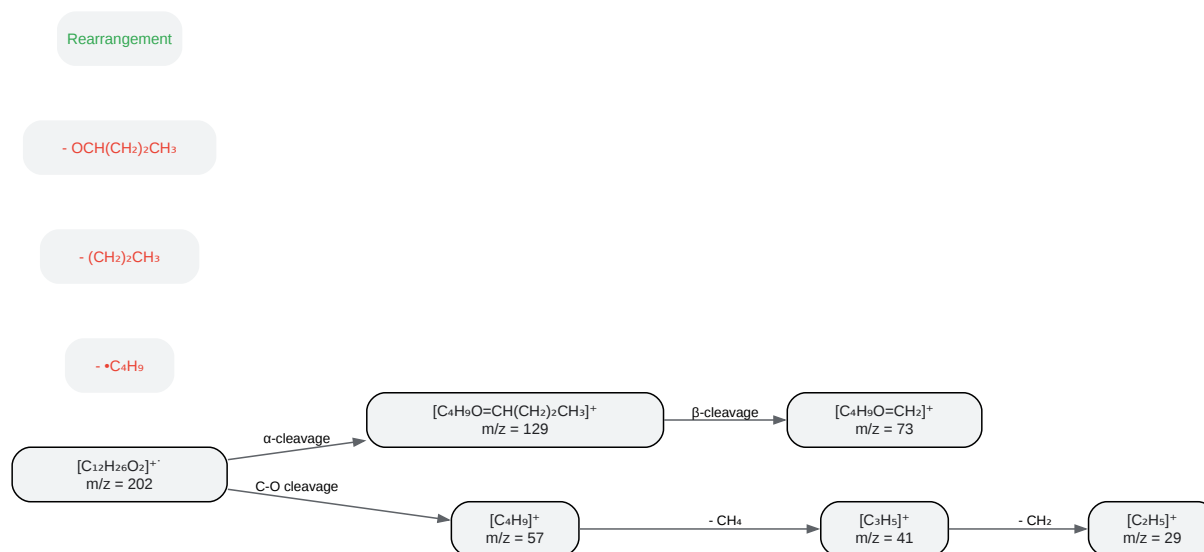 Rearrangement
- OCH(CH₂)₂CH₃
- (CH₂)₂CH₃
- •C₄H₉
[C₄H₉O=CH(CH₂)₂CH₃]⁺
m/z = 129
β-cleavage
[C₄H₉O=CH₂]⁺
m/z = 73
α-cleavage
[C₁₂H₂₆O₂]⁺˙
m/z = 202
C-O cleavage
[C₄H₉]⁺
m/z = 57
- CH₄
[C₃H₅]⁺
m/z = 41
- CH₂
[C₂H₅]⁺
m/z = 29